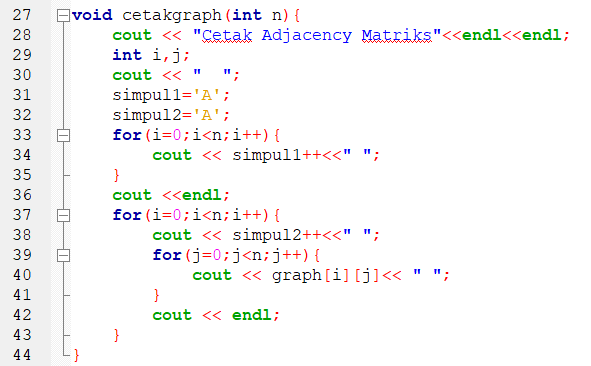 27 void cetakgraph(int n){
28 cout << "Cetak Adjacency Matriks"<<endl<<endl;
29 int i,j;
30 cout << "  ";
31 simpul1='A';
32 simpul2='A';
33 for(i=0;i<n;i++){
34 cout << simpul1++<<" ";
35 }
36 cout <<endl;
37 for(i=0;i<n;i++){
38 cout << simpul2++<<" ";
39 for(j=0;j<n;j++){
40 cout << graph[i][j]<< " ";
41 }
42 cout << endl;
43 }
44 }